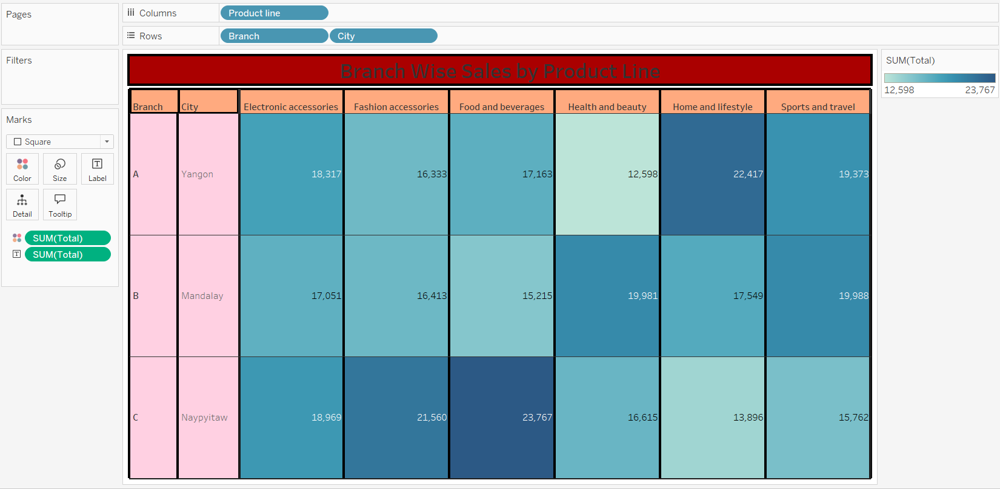 Pages
Columns Product line
Rows Branch City
Filters
Marks
Square
Color Size Label
Detail Tooltip
SUM(Total)
SUM(Total)
Branch Wise Sales by Product Line
Branch City Electronic accessories Fashion accessories Food and beverages Health and beauty Home and lifestyle Sports and travel
A Yangon 18,317 16,333 17,163 12,598 22,417 19,373
B Mandalay 17,051 16,413 15,215 19,981 17,549 19,988
C Naypyitaw 18,969 21,560 23,767 16,615 13,896 15,762
SUM(Total)
12,598 23,767